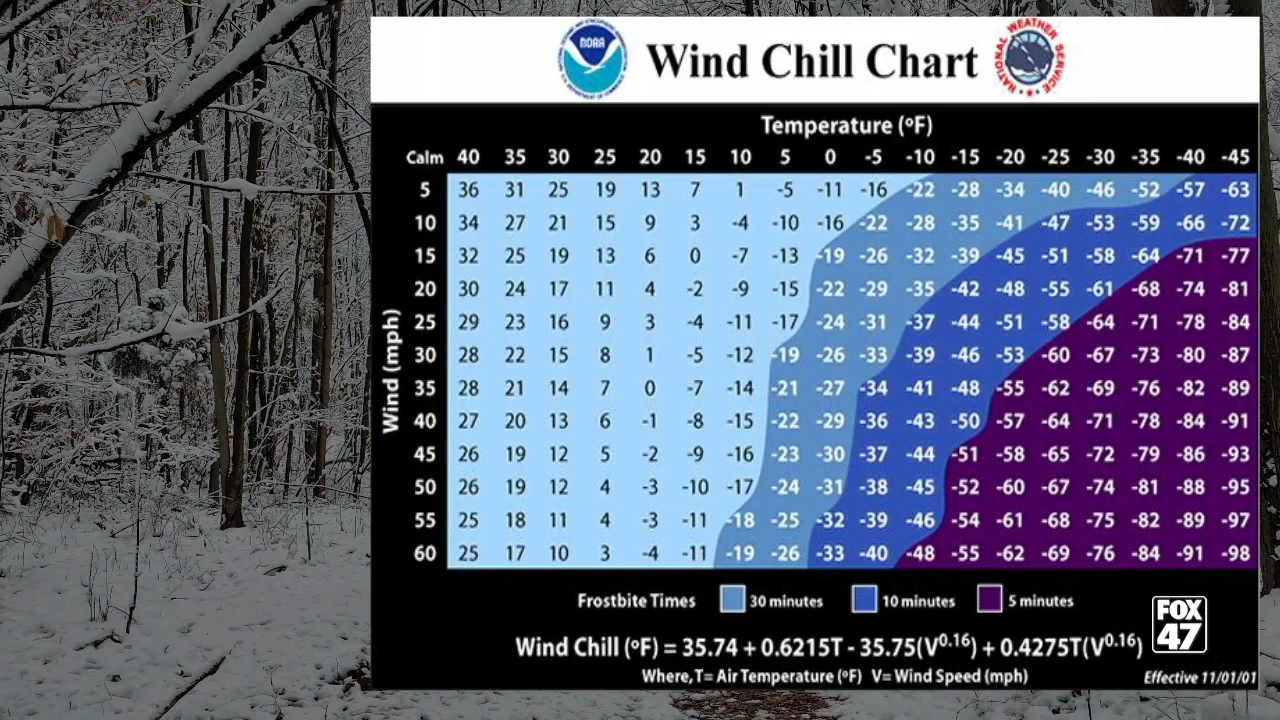 NOAA
Wind Chill Chart
NATIONAL WEATHER SERVICE
Temperature (ºF)
Calm 40 35 30 25 20 15 10 5 0 -5 -10 -15 -20 -25 -30 -35 -40 -45
Wind (mph)
5 36 31 25 19 13 7 1 -5 -11 -16 -22 -28 -34 -40 -46 -52 -57 -63
10 34 27 21 15 9 3 -4 -10 -16 -22 -28 -35 -41 -47 -53 -59 -66 -72
15 32 25 19 13 6 0 -7 -13 -19 -26 -32 -39 -45 -51 -58 -64 -71 -77
20 30 24 17 11 4 -2 -9 -15 -22 -29 -35 -42 -48 -55 -61 -68 -74 -81
25 29 23 16 9 3 -4 -11 -17 -24 -31 -37 -44 -51 -58 -64 -71 -78 -84
30 28 22 15 8 1 -5 -12 -19 -26 -33 -39 -46 -53 -60 -67 -73 -80 -87
35 28 21 14 7 0 -7 -14 -21 -27 -34 -41 -48 -55 -62 -69 -76 -82 -89
40 27 20 13 6 -1 -8 -15 -22 -29 -36 -43 -50 -57 -64 -71 -78 -84 -91
45 26 19 12 5 -2 -9 -16 -23 -30 -37 -44 -51 -58 -65 -72 -79 -86 -93
50 26 19 12 4 -3 -10 -17 -24 -31 -38 -45 -52 -60 -67 -74 -81 -88 -95
55 25 18 11 4 -3 -11 -18 -25 -32 -39 -46 -54 -61 -68 -75 -82 -89 -97
60 25 17 10 3 -4 -11 -19 -26 -33 -40 -48 -55 -62 -69 -76 -84 -91 -98
Frostbite Times 30 minutes 10 minutes 5 minutes
FOX
47
Wind Chill (ºF) = 35.74 + 0.6215T - 35.75(V0.16) + 0.4275T(V0.16)
Where, T= Air Temperature (ºF) V= Wind Speed (mph)
Effective 11/01/01